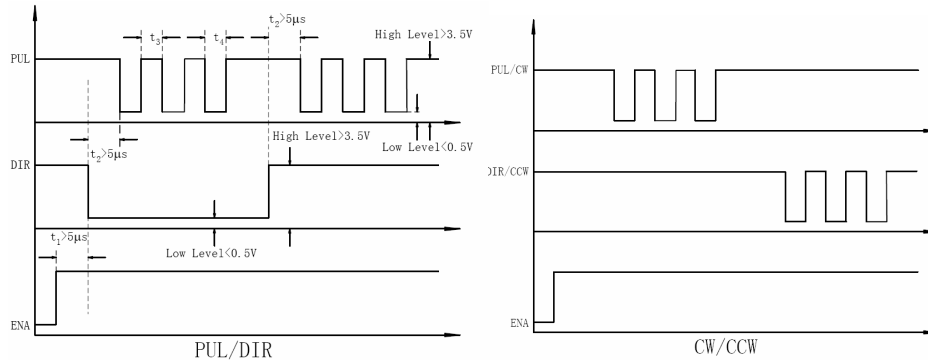 t2>5μs
t3
t4
High Level>3.5V
PUL
PUL/CW
High Level>3.5V
t2>5μs
Low Level<0.5V
DIR
DIR/CCW
t1>5μs
Low Level<0.5V
ENA
ENA
PUL/DIR
CW/CCW